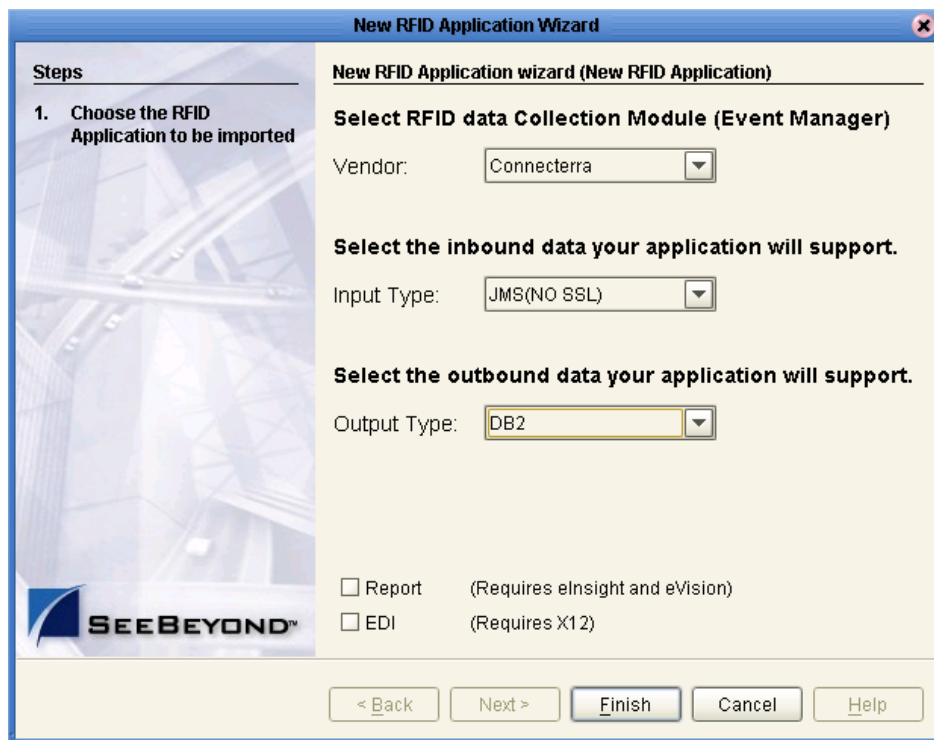 New RFID Application Wizard
Steps
1. Choose the RFID
Application to be imported
New RFID Application wizard (New RFID Application)
Select RFID data Collection Module (Event Manager)
Vendor: Connecterra
Select the inbound data your application will support.
Input Type: JMS(NO SSL)
Select the outbound data your application will support.
Output Type: DB2
Report (Requires eInsight and eVision)
EDI (Requires X12)
SEEBEYOND™
< Back Next > Finish Cancel Help